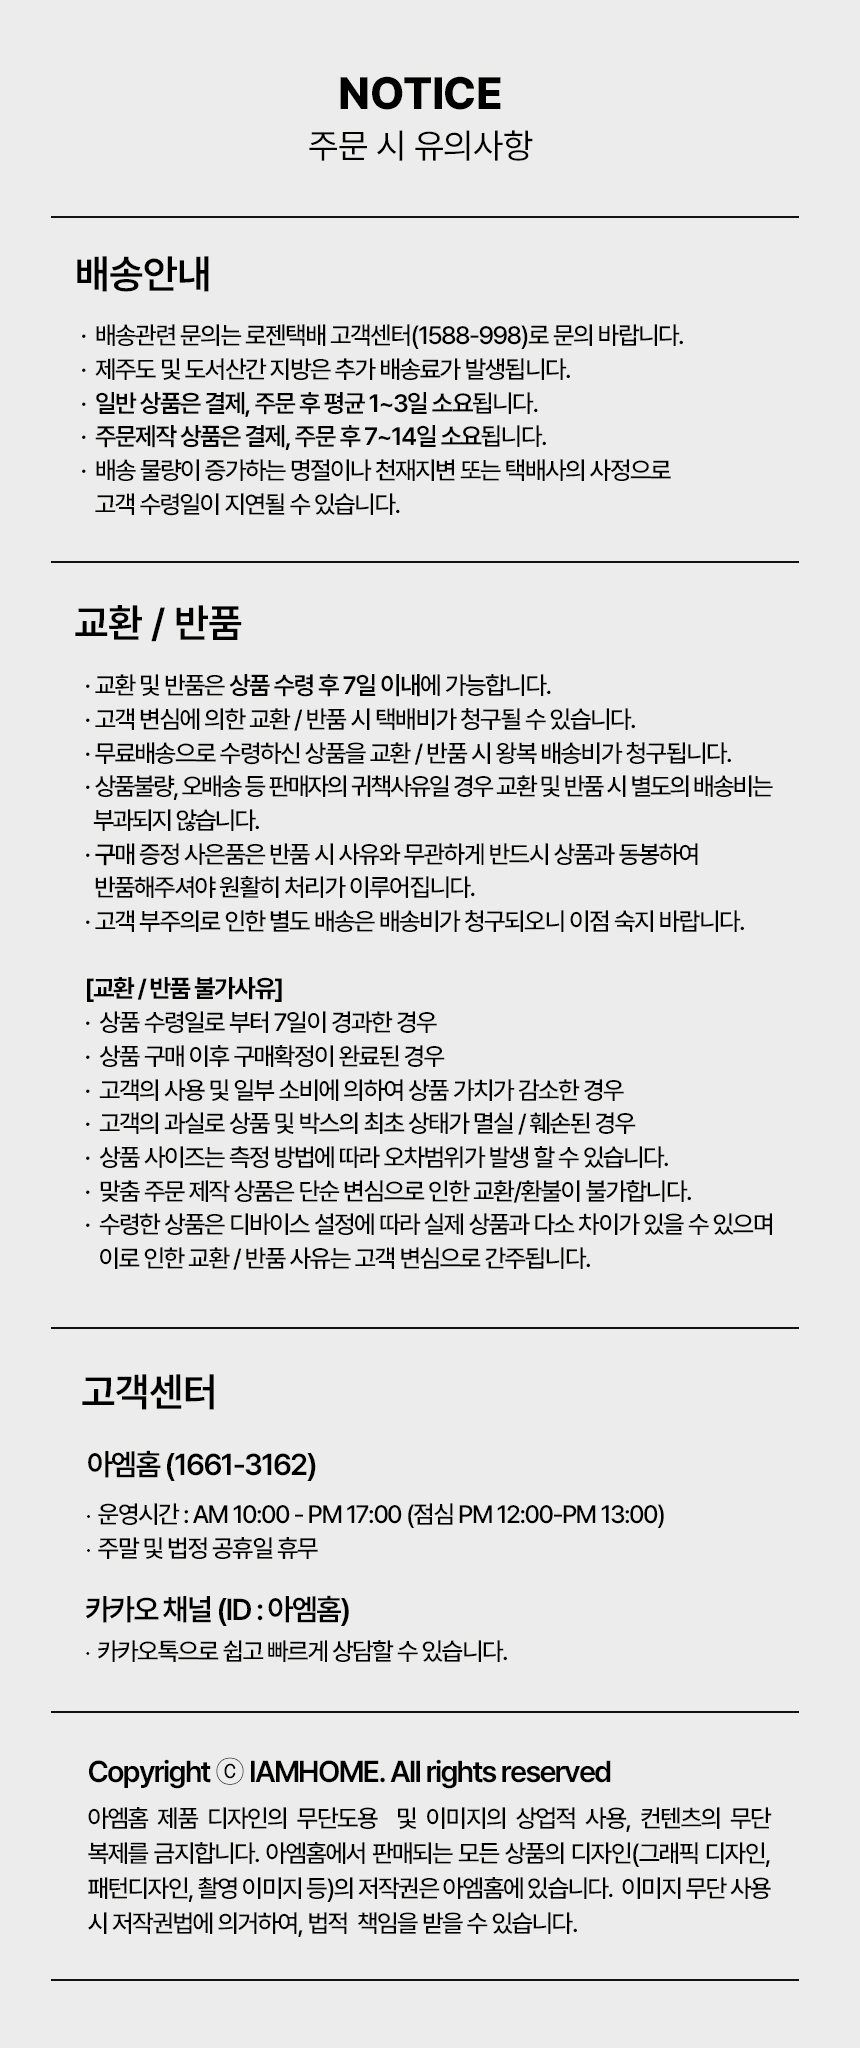 NOTICE
주문 시 유의사항
배송안내
· 배송관련 문의는 로젠택배 고객센터(1588-998)로 문의 바랍니다.
· 제주도 및 도서산간 지방은 추가 배송료가 발생됩니다.
· 일반 상품은 결제, 주문 후 평균 1~3일 소요됩니다.
· 주문제작 상품은 결제, 주문 후 7~14일 소요됩니다.
· 배송 물량이 증가하는 명절이나 천재지변 또는 택배사의 사정으로
고객 수령일이 지연될 수 있습니다.
교환 / 반품
· 교환 및 반품은 상품 수령 후 7일 이내에 가능합니다.
· 고객 변심에 의한 교환 / 반품 시 택배비가 청구될 수 있습니다.
· 무료배송으로 수령하신 상품을 교환 / 반품 시 왕복 배송비가 청구됩니다.
· 상품불량, 오배송 등 판매자의 귀책사유일 경우 교환 및 반품 시 별도의 배송비는
부과되지 않습니다.
· 구매 증정 사은품은 반품 시 사유와 무관하게 반드시 상품과 동봉하여
반품해주셔야 원활히 처리가 이루어집니다.
· 고객 부주의로 인한 별도 배송은 배송비가 청구되오니 이점 숙지 바랍니다.
[교환 / 반품 불가사유]
· 상품 수령일로 부터 7일이 경과한 경우
· 상품 구매 이후 구매확정이 완료된 경우
· 고객의 사용 및 일부 소비에 의하여 상품 가치가 감소한 경우
· 고객의 과실로 상품 및 박스의 최초 상태가 멸실 / 훼손된 경우
· 상품 사이즈는 측정 방법에 따라 오차범위가 발생 할 수 있습니다.
· 맞춤 주문 제작 상품은 단순 변심으로 인한 교환/환불이 불가합니다.
· 수령한 상품은 디바이스 설정에 따라 실제 상품과 다소 차이가 있을 수 있으며
이로 인한 교환 / 반품 사유는 고객 변심으로 간주됩니다.
고객센터
아엠홈 (1661-3162)
· 운영시간 : AM 10:00 - PM 17:00 (점심 PM 12:00-PM 13:00)
· 주말 및 법정 공휴일 휴무
카카오 채널 (ID : 아엠홈)
· 카카오톡으로 쉽고 빠르게 상담할 수 있습니다.
Copyright ⓒ IAMHOME. All rights reserved
아엠홈 제품 디자인의 무단도용 및 이미지의 상업적 사용, 컨텐츠의 무단
복제를 금지합니다. 아엠홈에서 판매되는 모든 상품의 디자인(그래픽 디자인,
패턴디자인, 촬영 이미지 등)의 저작권은 아엠홈에 있습니다. 이미지 무단 사용
시 저작권법에 의거하여, 법적 책임을 받을 수 있습니다.